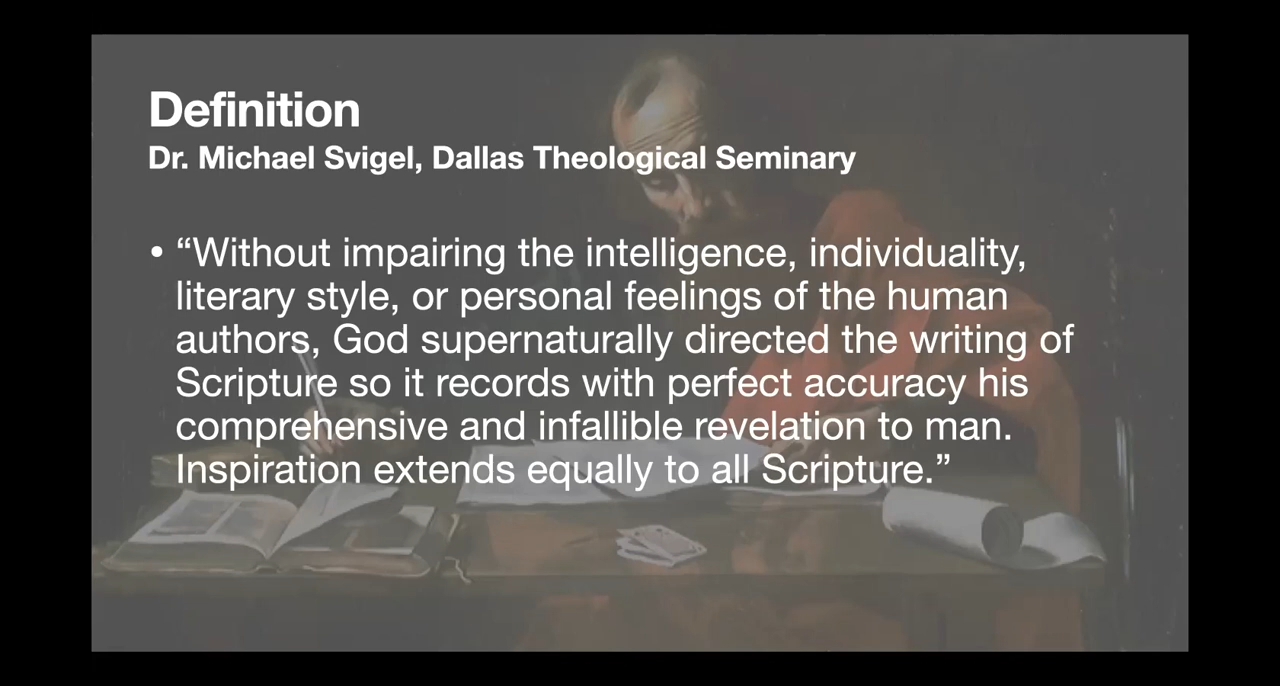 Definition
Dr. Michael Svigel, Dallas Theological Seminary
• “Without impairing the intelligence, individuality,
literary style, or personal feelings of the human
authors, God supernaturally directed the writing of
Scripture so it records with perfect accuracy his
comprehensive and infallible revelation to man.
Inspiration extends equally to all Scripture.”